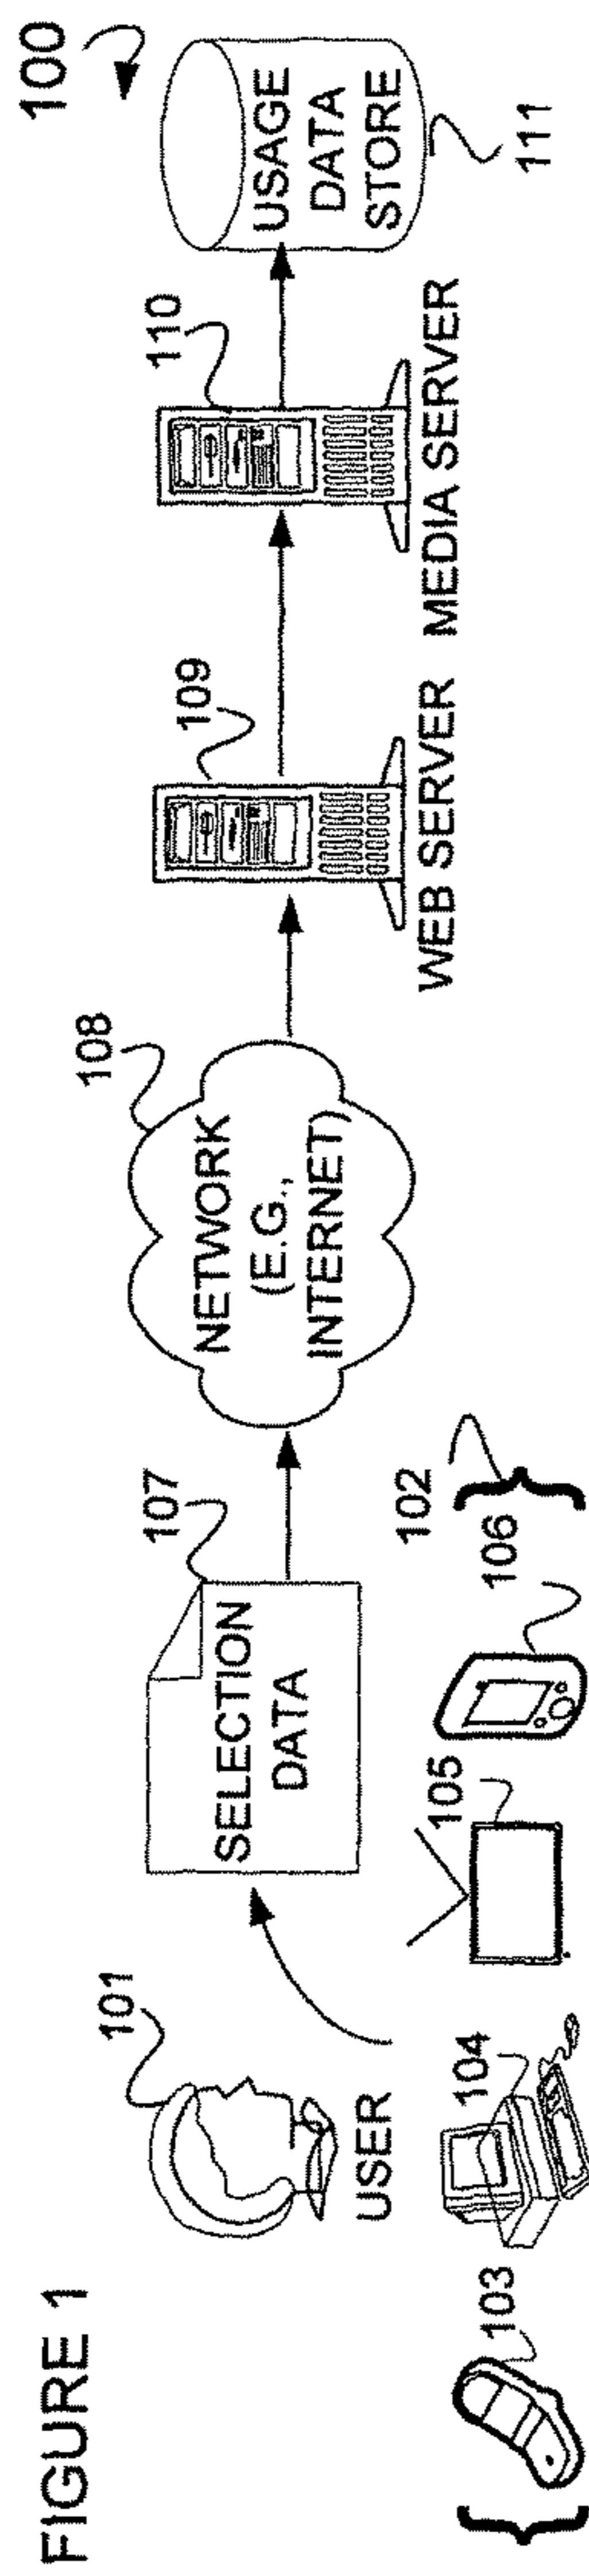 FIGURE 1
100
101
USER
107
SELECTION
DATA
108
NETWORK
(E.G.,
INTERNET)
109
WEB SERVER
110
MEDIA SERVER
USAGE
DATA
STORE
111
103
104
105
106
102